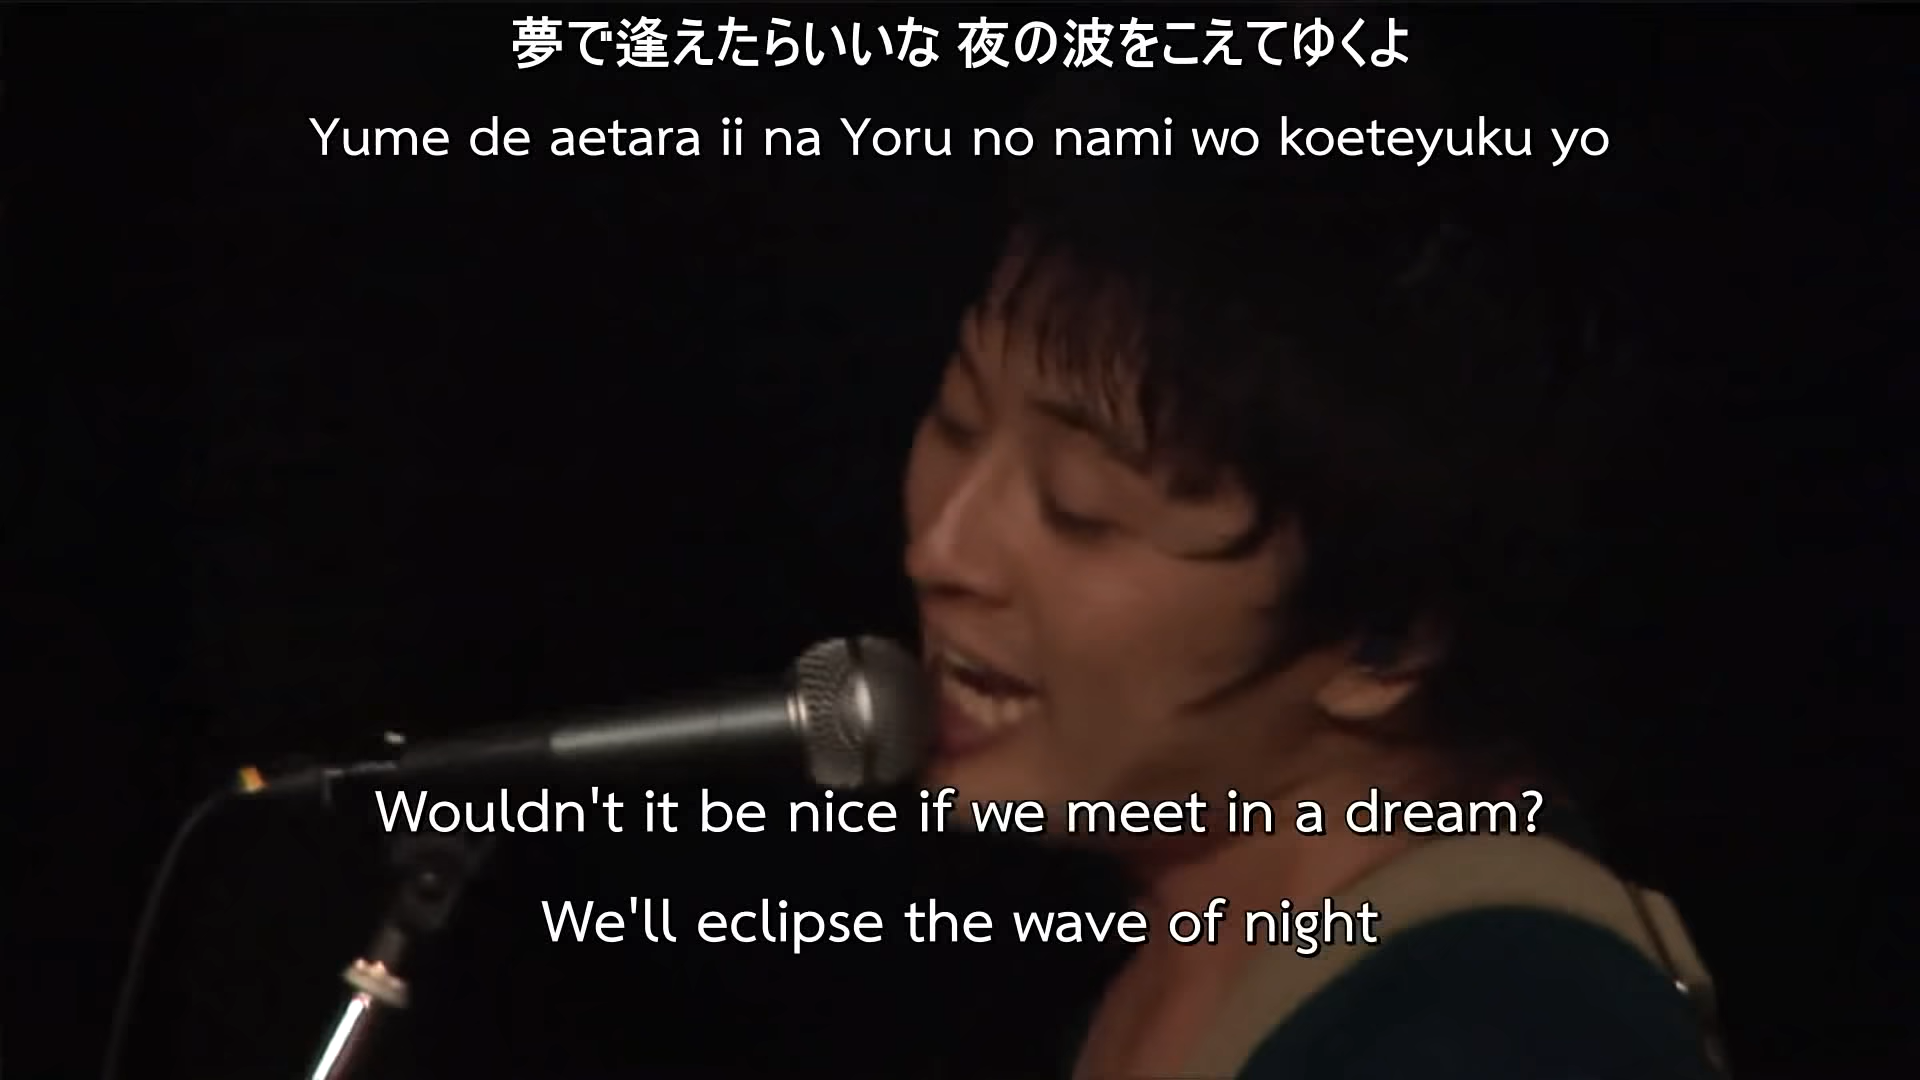 夢で逢えたらいいな 夜の波をこえてゆくよ
Yume de aetara ii na Yoru no nami wo koeteyuku yo
Wouldn't it be nice if we meet in a dream?
We'll eclipse the wave of night